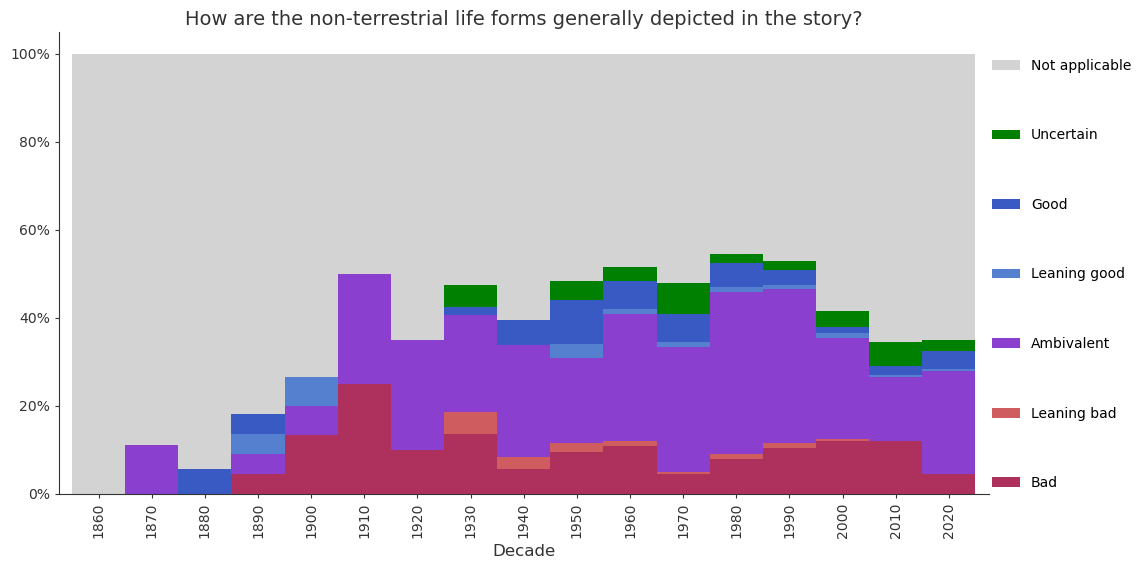 How are the non-terrestrial life forms generally depicted in the story?
100%
80%
60%
40%
20%
0%
1860
1870
1880
1890
1900
1910
1920
1930
1940
1950
1960
1970
1980
1990
2000
2010
2020
Decade
Not applicable
Uncertain
Good
Leaning good
Ambivalent
Leaning bad
Bad